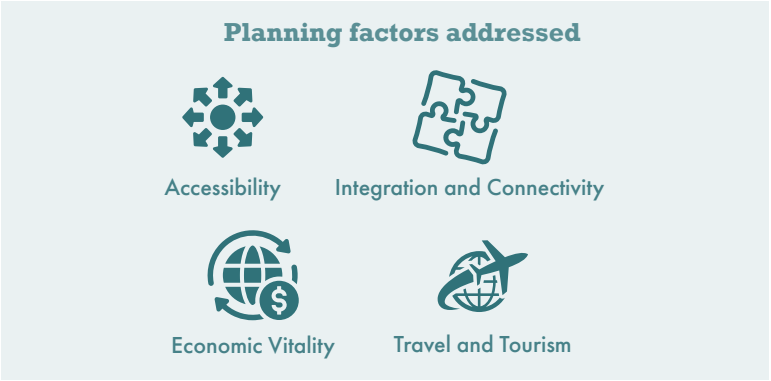 Planning factors addressed
Accessibility
Integration and Connectivity
$
Economic Vitality
Travel and Tourism